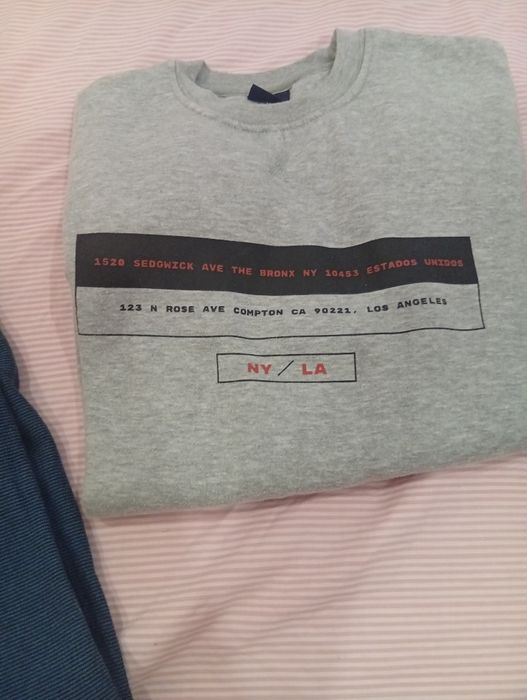 1520 SEDGWICK AVE THE BRONX NY 10453 ESTADOS UNIDOS
123 N ROSE AVE COMPTON CA 90221, LOS ANGELES
NY / LA